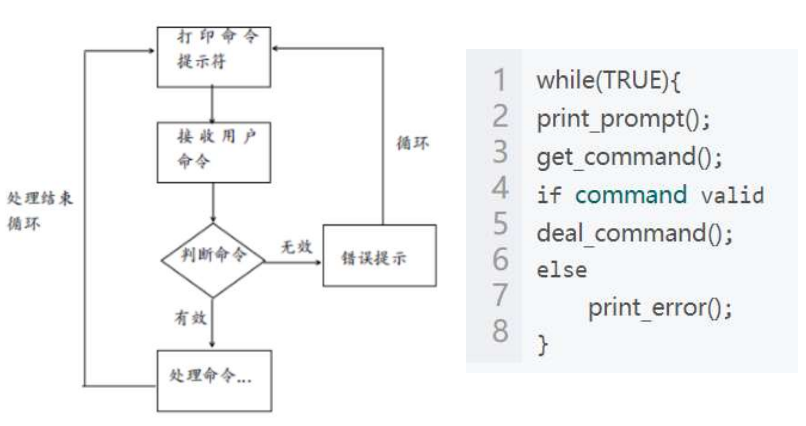 打印命令
提示符
接收用户
命令
循环
处理结束
循环
判断命令
无效
错误提示
有效
处理命令...
1 while(TRUE){
2 print_prompt();
3 get_command();
4 if command valid
5 deal_command();
6 else
7 print_error();
8 }